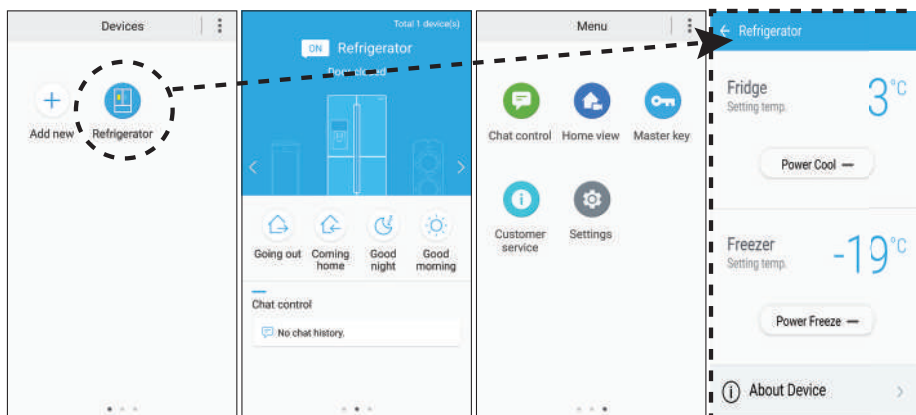 Devices
Add new
Refrigerator
Total 1 device(s)
ON Refrigerator
Door closed
Going out
Coming
home
Good
night
Good
morning
Chat control
No chat history.
Menu
Chat control
Home view
Master key
Customer
service
Settings
Refrigerator
Fridge
Setting temp.
3°C
Power Cool
Freezer
Setting temp.
-19°C
Power Freeze
About Device